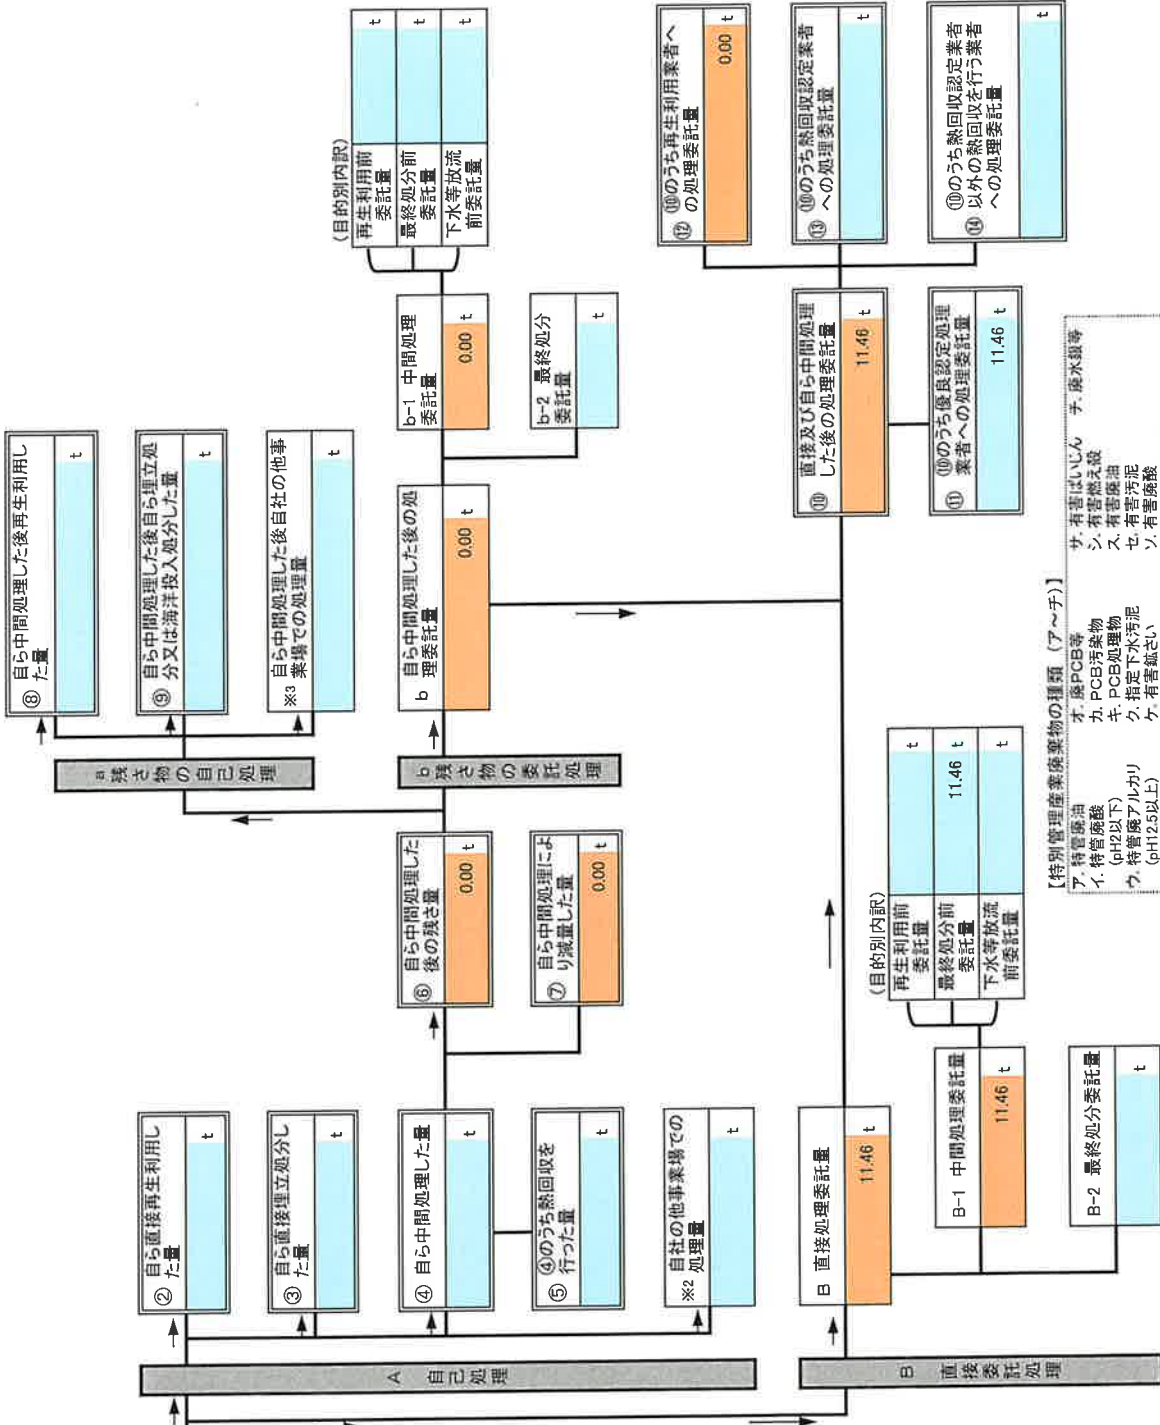 A 自己処理
B 直接委託処理
② 自ら直接再生利用し
た量
t
③ 自ら直接埋立処分し
た量
t
④ 自ら中間処理した量
t
⑤ ④のうち熱回収を
行った量
t
※2 自社の他事業場での
処理量
t
B 直接処理委託量
11.46 t
B-1 中間処理委託量
11.46 t
B-2 最終処分委託量
t
(目的別内訳)
再生利用前
委託量
t
最終処分前
委託量
11.46 t
下水等放流
前委託量
t
⑥ 自ら中間処理した
後の残さ量
0.00 t
⑦ 自ら中間処理によ
り減量した量
0.00 t
a 残さ物の自己処理
b 残さ物の委託処理
⑧ 自ら中間処理した後再生利用し
た量
t
⑨ 自ら中間処理した後自ら埋立処
分又は海洋投入処分した量
t
※3 自ら中間処理した後自社の他事
業場での処理量
t
b 自ら中間処理した後の処
理委託量
0.00 t
b-1 中間処理
委託量
0.00 t
b-2 最終処分
委託量
t
(目的別内訳)
再生利用前
委託量
t
最終処分前
委託量
t
下水等放流
前委託量
t
⑩ 直接及び自ら中間処理
した後の処理委託量
11.46 t
⑪ ⑩のうち優良認定処理
業者への処理委託量
11.46 t
⑫ ⑩のうち再生利用業者へ
の処理委託量
0.00 t
⑬ ⑩のうち熱回収認定業者
への処理委託量
t
⑭ ⑩のうち熱回収認定業者
以外の熱回収を行う業者
への処理委託量
t
【特別管理産業廃棄物の種類(ア～チ)】
ア. 特管廃油
イ. 特管廃酸
(pH2以下)
ウ. 特管廃アルカリ
(pH12.5以上)
オ. 廃PCB等
カ. PCB汚染物
キ. PCB処理物
ク. 指定下水汚泥
ケ. 有害鉱さい
サ. 有害ばいじん
シ. 有害燃え殻
ス. 有害廃油
セ. 有害汚泥
ソ. 有害廃酸
チ. 廃水銀等